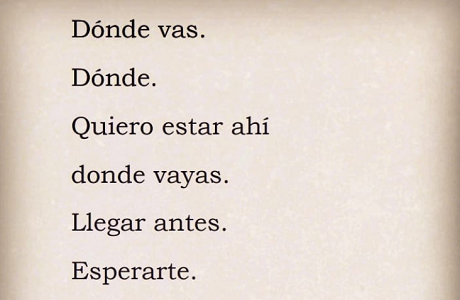 Dónde vas.
Dónde.
Quiero estar ahí
donde vayas.
Llegar antes.
Esperarte.